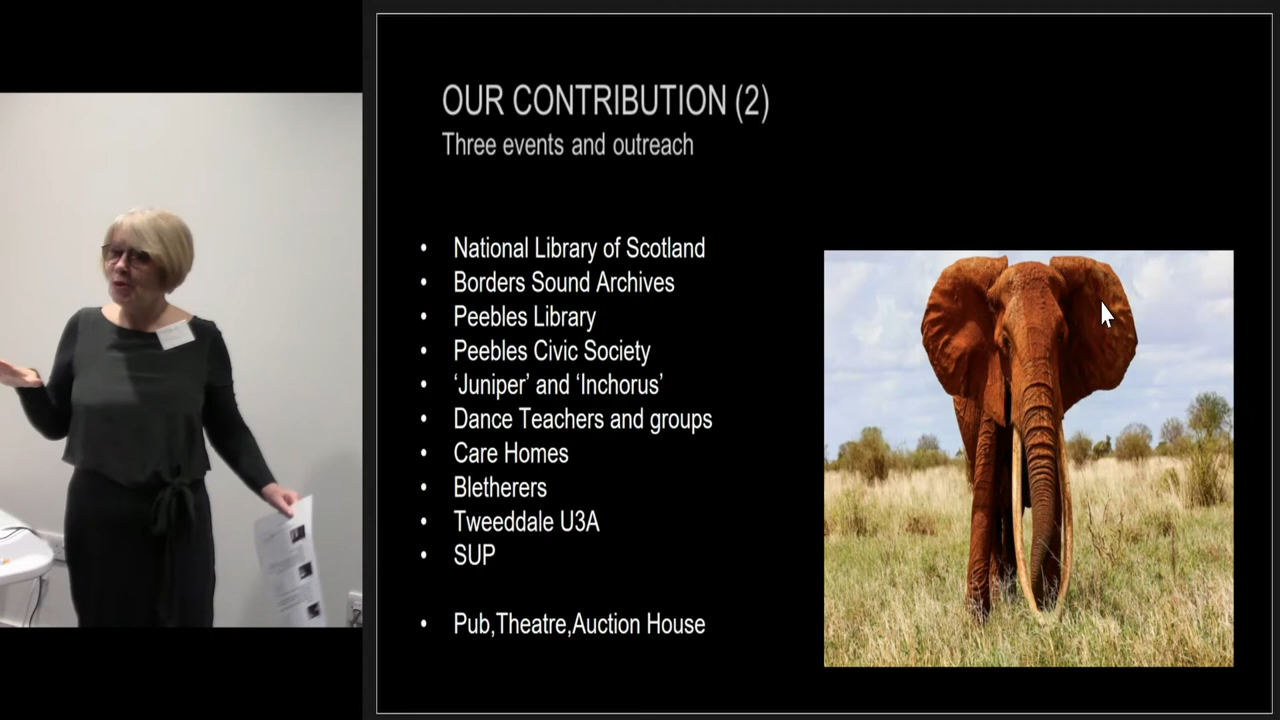 OUR CONTRIBUTION (2)
Three events and outreach
• National Library of Scotland
• Borders Sound Archives
• Peebles Library
• Peebles Civic Society
• ‘Juniper’ and ‘Inchorus’
• Dance Teachers and groups
• Care Homes
• Bletherers
• Tweeddale U3A
• SUP
• Pub,Theatre,Auction House